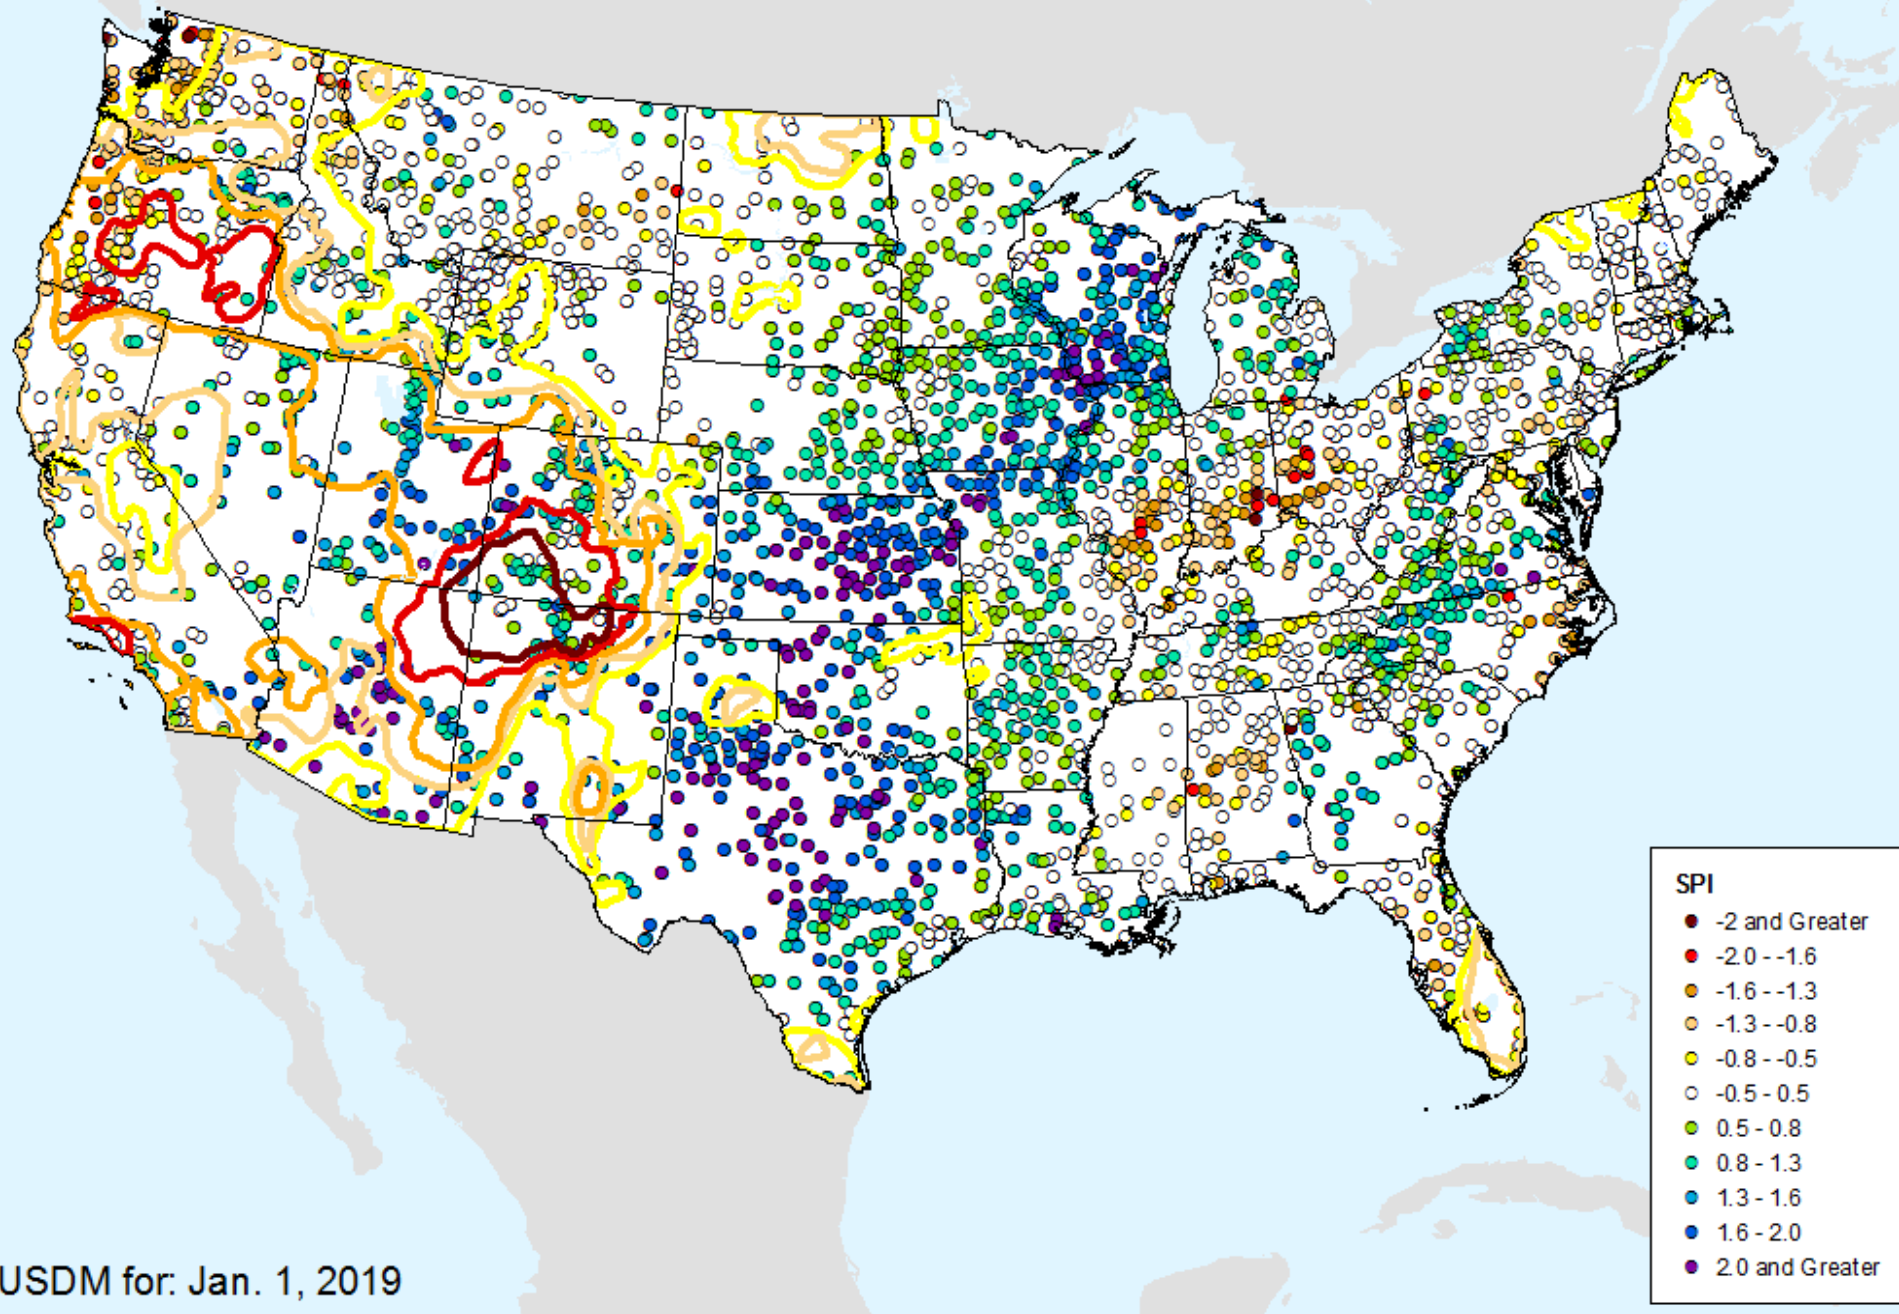 SPI
-2 and Greater
-2.0 - -1.6
-1.6 - -1.3
-1.3 - -0.8
-0.8 - -0.5
-0.5 - 0.5
0.5 - 0.8
0.8 - 1.3
1.3 - 1.6
1.6 - 2.0
2.0 and Greater
USDM for: Jan. 1, 2019